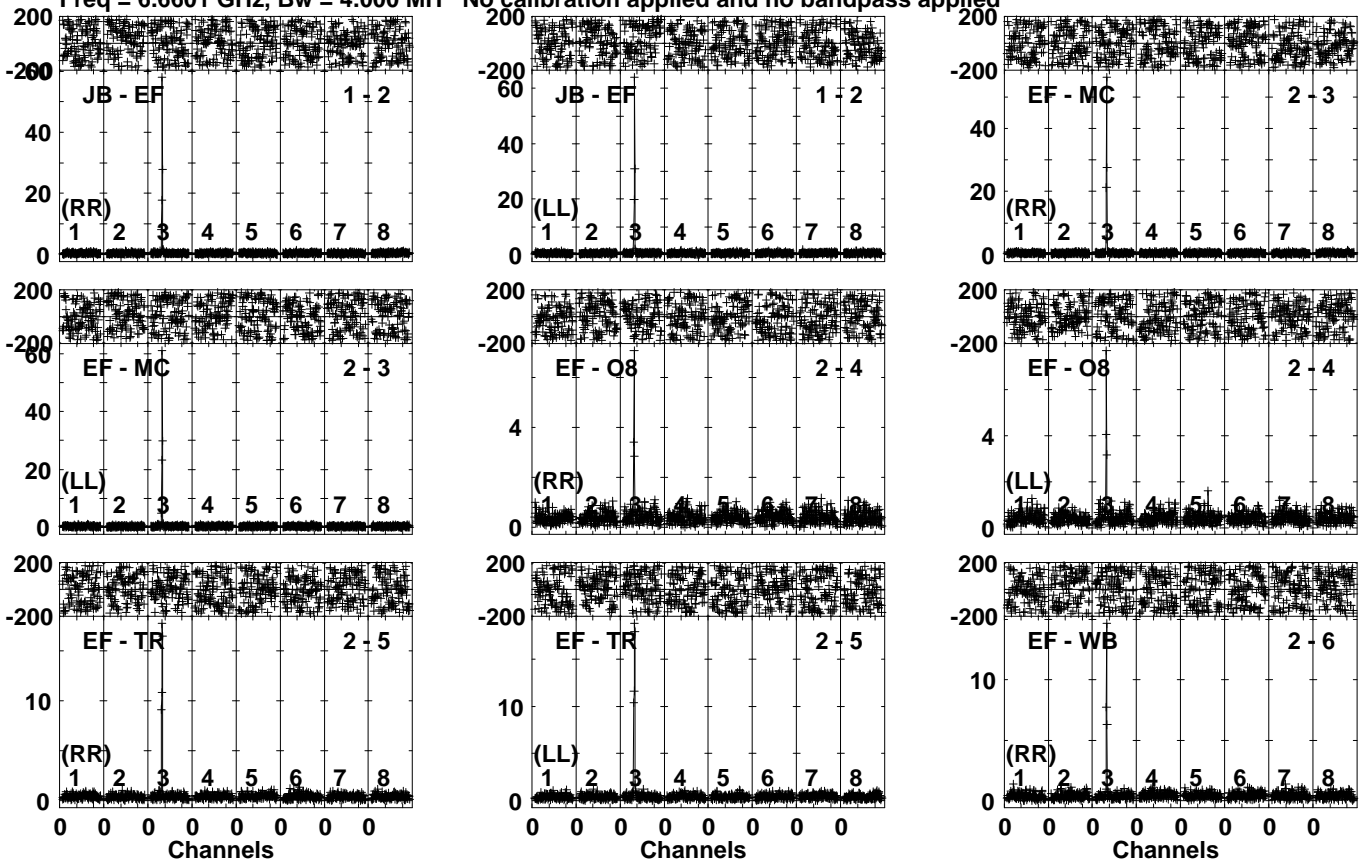 Freq = 6.6601 GHz, Bw = 4.000 MH No calibration applied and no bandpass applied
200 200 200
-200 -200 -200
60 JB - EF 1 - 2 60 JB - EF 1 - 2 EF - MC 2 - 3
40 40 40
20 20 20
(RR) (LL) (RR)
1 2 3 4 5 6 7 8 1 2 3 4 5 6 7 8 1 2 3 4 5 6 7 8
0 0 0
200 200 200
-200 -200 -200
60 EF - MC 2 - 3 EF - O8 2 - 4 EF - O8 2 - 4
40 4 4
20
(LL) (RR) (LL)
1 2 3 4 5 6 7 8 1 2 3 4 5 6 7 8 1 2 3 4 5 6 7 8
0 0 0
200 200 200
-200 -200 -200
EF - TR 2 - 5 EF - TR 2 - 5 EF - WB 2 - 6
10 10 10
(RR) (LL) (RR)
1 2 3 4 5 6 7 8 1 2 3 4 5 6 7 8 1 2 3 4 5 6 7 8
0 0 0
0 0 0 0 0 0 0 0 0 0 0 0 0 0 0 0 0 0 0 0 0 0 0 0
Channels Channels Channels